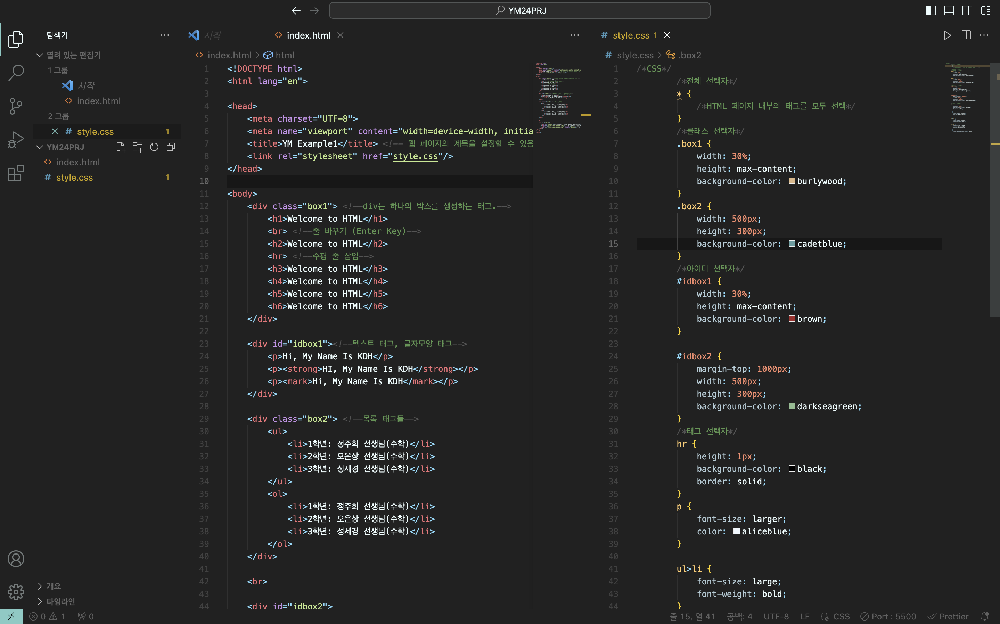 YM24PRJ
탐색기
열려 있는 편집기
1 그룹
시작
index.html
2 그룹
style.css 1
YM24PRJ
index.html
style.css 1
개요
타임라인
시작
index.html
index.html > html
1 <!DOCTYPE html>
2 <html lang="en">
3
4 <head>
5 <meta charset="UTF-8">
6 <meta name="viewport" content="width=device-width, initia
7 <title>YM Example1</title> <!-- 웹 페이지의 제목을 설정할 수 있음
8 <link rel="stylesheet" href="style.css"/>
9 </head>
10
11 <body>
12 <div class="box1"> <!--div는 하나의 박스를 생성하는 태그.-->
13 <h1>Welcome to HTML</h1>
14 <br> <!--줄 바꾸기 (Enter Key)-->
15 <h2>Welcome to HTML</h2>
16 <hr> <!--수평 줄 삽입-->
17 <h3>Welcome to HTML</h3>
18 <h4>Welcome to HTML</h4>
19 <h5>Welcome to HTML</h5>
20 <h6>Welcome to HTML</h6>
21 </div>
22
23 <div id="idbox1"><!--텍스트 태그, 글자모양 태그-->
24 <p>Hi, My Name Is KDH</p>
25 <p><strong>HI, My Name Is KDH</strong></p>
26 <p><mark>Hi, My Name Is KDH</mark></p>
27 </div>
28
29 <div class="box2"> <!--목록 태그들-->
30 <ul>
31 <li>1학년: 정주희 선생님(수학)</li>
32 <li>2학년: 오은상 선생님(수학)</li>
33 <li>3학년: 성세경 선생님(수학)</li>
34 </ul>
35 <ol>
36 <li>1학년: 정주희 선생님(수학)</li>
37 <li>2학년: 오은상 선생님(수학)</li>
38 <li>3학년: 성세경 선생님(수학)</li>
39 </ol>
40 </div>
41
42 <br>
43
44 <div id="idbox2">
style.css 1
style.css > .box2
1 /*CSS*/
2 /*전체 선택자*/
3 * {
4 /*HTML 페이지 내부의 태그를 모두 선택*/
5 }
6 /*클래스 선택자*/
7 .box1 {
8 width: 30%;
9 height: max-content;
10 background-color: burlywood;
11 }
12 .box2 {
13 width: 500px;
14 height: 300px;
15 background-color: cadetblue;
16 }
17 /*아이디 선택자*/
18 #idbox1 {
19 width: 30%;
20 height: max-content;
21 background-color: brown;
22 }
23
24 #idbox2 {
25 margin-top: 1000px;
26 width: 500px;
27 height: 300px;
28 background-color: darkseagreen;
29 }
30 /*태그 선택자*/
31 hr {
32 height: 1px;
33 background-color: black;
34 border: solid;
35 }
36 p {
37 font-size: larger;
38 color: aliceblue;
39 }
40
41 ul>li {
42 font-size: large;
43 font-weight: bold;
44 }
0 1 0 줄 15, 열 41 공백: 4 UTF-8 LF CSS Port : 5500 Prettier